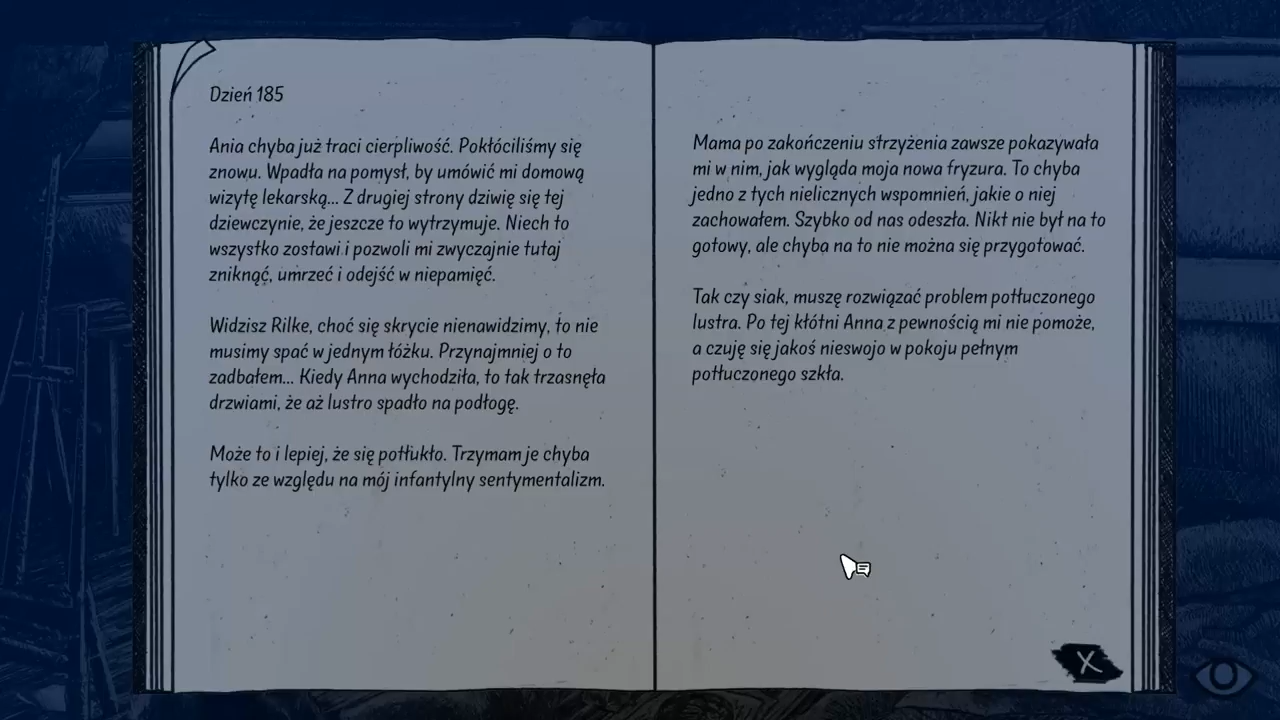 Dzień 185
Ania chyba już traci cierpliwość. Pokłóciliśmy się
znowu. Wpadła na pomysł, by umówić mi domową
wizytę lekarską... Z drugiej strony dziwię się tej
dziewczynie, że jeszcze to wytrzymuje. Niech to
wszystko zostawi i pozwoli mi zwyczajnie tutaj
zniknąć, umrzeć i odejść w niepamięć.
Widzisz Rilke, choć się skrycie nienawidzimy, to nie
musimy spać w jednym łóżku. Przynajmniej o to
zadbałem... Kiedy Anna wychodziła, to tak trzasnęła
drzwiami, że aż lustro spadło na podłogę.
Może to i lepiej, że się potłukło. Trzymam je chyba
tylko ze względu na mój infantylny sentymentalizm.
Mama po zakończeniu strzyżenia zawsze pokazywała
mi w nim, jak wygląda moja nowa fryzura. To chyba
jedno z tych nielicznych wspomnień, jakie o niej
zachowałem. Szybko od nas odeszła. Nikt nie był na to
gotowy, ale chyba na to nie można się przygotować.
Tak czy siak, muszę rozwiązać problem potłuczonego
lustra. Po tej kłótni Anna z pewnością mi nie pomoże,
a czuję się jakoś nieswojo w pokoju pełnym
potłuczonego szkła.
X